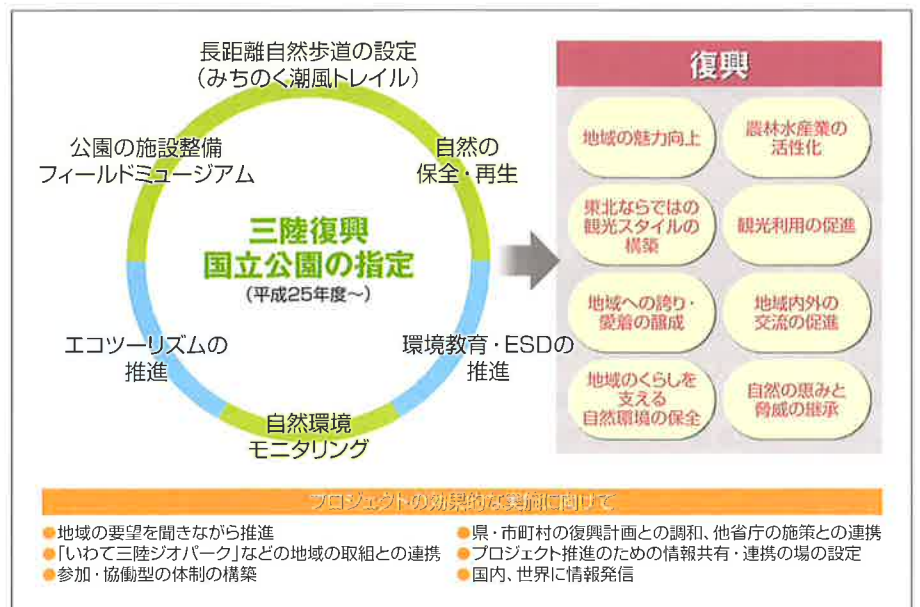 長距離自然歩道の設定
(みちのく潮風トレイル)
公園の施設整備
フィールドミュージアム
自然の
保全・再生
三陸復興
国立公園の指定
(平成25年度~)
エコツーリズムの
推進
環境教育・ESDの
推進
自然環境
モニタリング
復興
地域の魅力向上
農林水産業の
活性化
東北ならではの
観光スタイルの
構築
観光利用の促進
地域への誇り・
愛着の醸成
地域内外の
交流の促進
地域のくらしを
支える
自然環境の保全
自然の恵みと
脅威の継承
プロジェクトの効果的な実施に向けて
●地域の要望を聞きながら推進
●「いわて三陸ジオパーク」などの地域の取組との連携
●参加・協働型の体制の構築
●県・市町村の復興計画との調和、他省庁の施策との連携
●プロジェクト推進のための情報共有・連携の場の設定
●国内、世界に情報発信